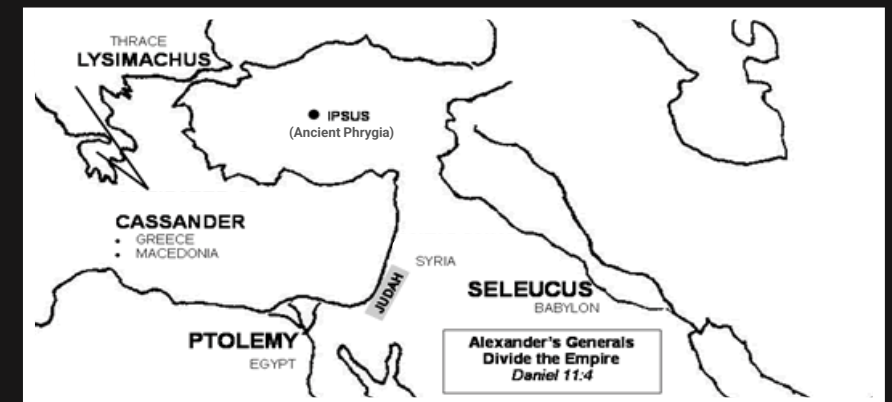 THRACE
LYSIMACHUS
IPSUS
(Ancient Phrygia)
CASSANDER
• GREECE
• MACEDONIA
SYRIA
JUDAH
SELEUCUS
BABYLON
PTOLEMY
EGYPT
Alexander's Generals
Divide the Empire
Daniel 11:4